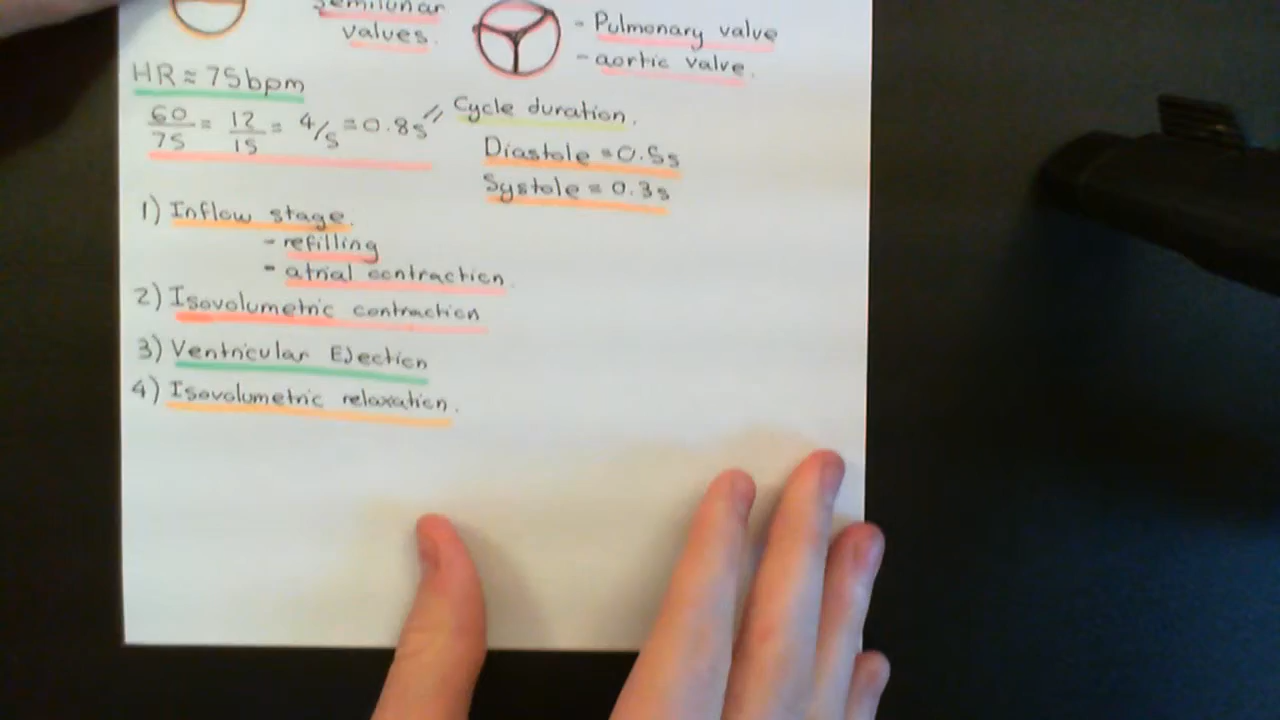 Semilunar
values.
- Pulmonary valve
- aortic valve.
HR ≈ 75bpm
60/75 = 12/15 = 4/5 = 0.8s // Cycle duration.
Diastole = 0.5s
Systole = 0.3s
1) Inflow stage.
- refilling
- atrial contraction.
2) Isovolumetric contraction
3) Ventricular Ejection
4) Isovolumetric relaxation.